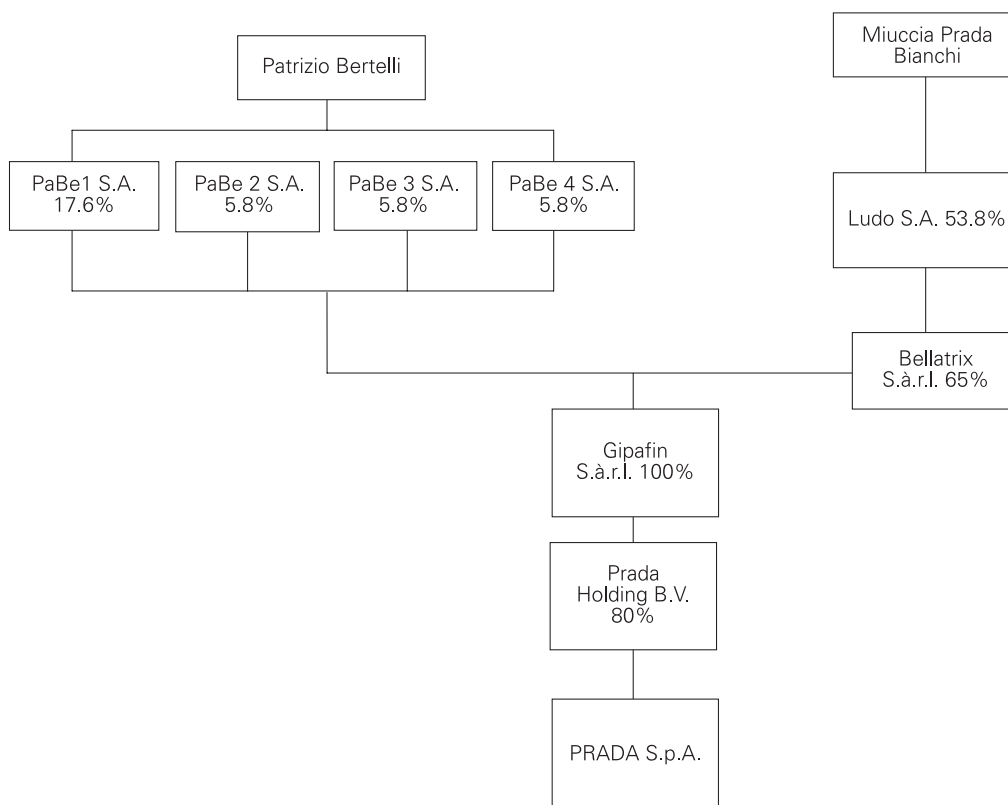 Miuccia Prada
Bianchi
Patrizio Bertelli
PaBe1 S.A.
17.6%
PaBe 2 S.A.
5.8%
PaBe 3 S.A.
5.8%
PaBe 4 S.A.
5.8%
Ludo S.A. 53.8%
Bellatrix
S.à.r.l. 65%
Gipafin
S.à.r.l. 100%
Prada
Holding B.V.
80%
PRADA S.p.A.